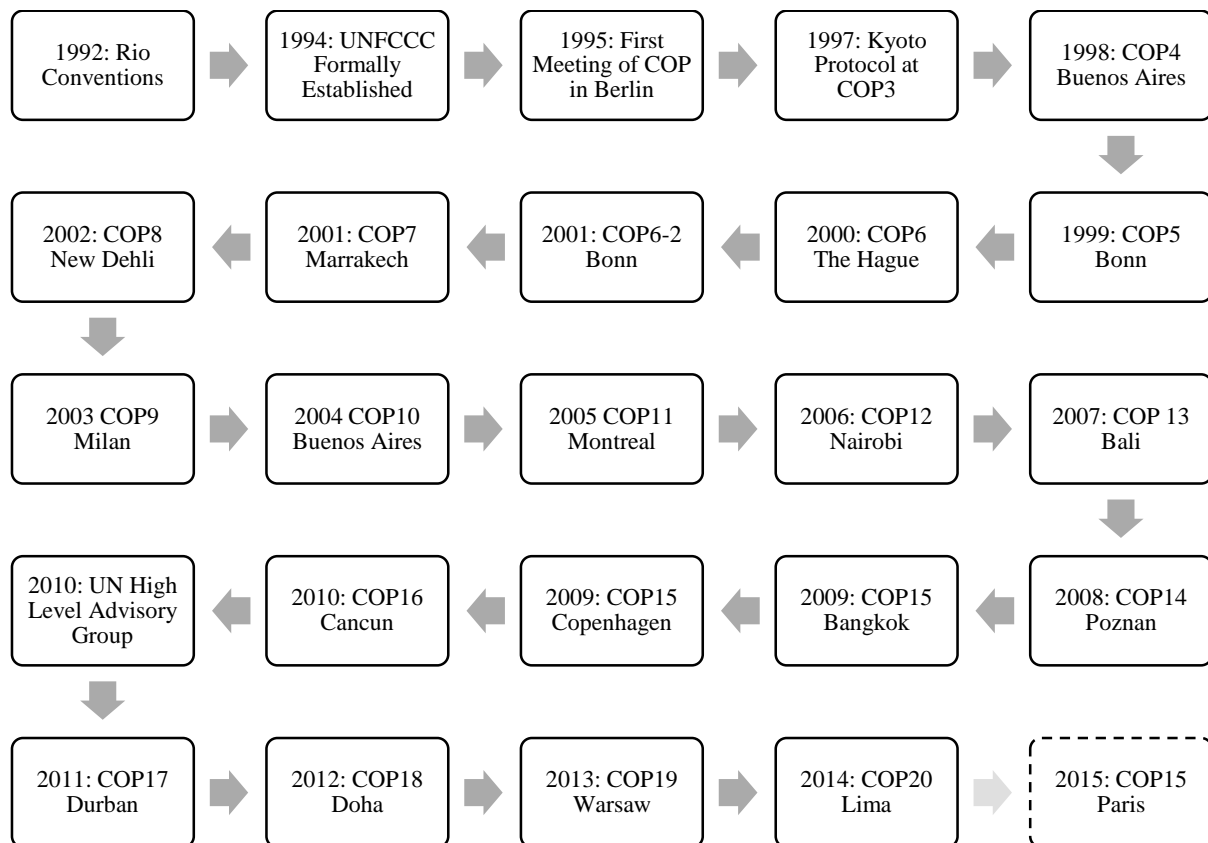 1992: Rio
Conventions
1994: UNFCCC
Formally
Established
1995: First
Meeting of COP
in Berlin
1997: Kyoto
Protocol at
COP3
1998: COP4
Buenos Aires
1999: COP5
Bonn
2000: COP6
The Hague
2001: COP6-2
Bonn
2001: COP7
Marrakech
2002: COP8
New Dehli
2003 COP9
Milan
2004 COP10
Buenos Aires
2005 COP11
Montreal
2006: COP12
Nairobi
2007: COP 13
Bali
2008: COP14
Poznan
2009: COP15
Bangkok
2009: COP15
Copenhagen
2010: COP16
Cancun
2010: UN High
Level Advisory
Group
2011: COP17
Durban
2012: COP18
Doha
2013: COP19
Warsaw
2014: COP20
Lima
2015: COP15
Paris